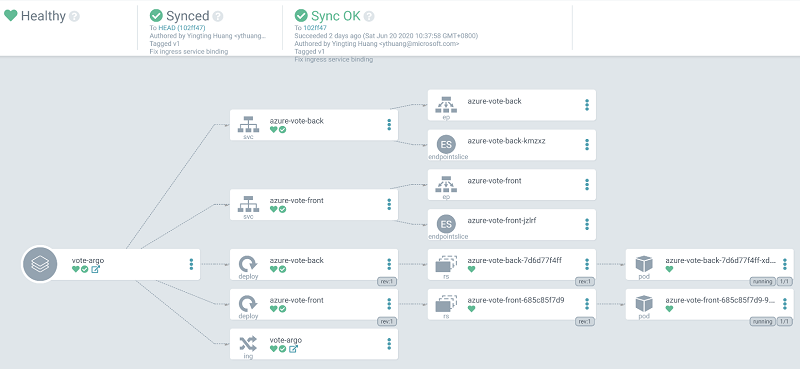 Healthy ?
Synced ?
To HEAD (102ff47)
Authored by Yingting Huang <ythuang...
Tagged v1
Fix ingress service binding
Sync OK ?
To 102ff47
Succeeded 2 days ago (Sat Jun 20 2020 10:37:58 GMT+0800)
Authored by Yingting Huang <ythuang@microsoft.com>
Tagged v1
Fix ingress service binding
vote-argo
azure-vote-back
svc
azure-vote-front
svc
azure-vote-back
deploy
rev:1
azure-vote-front
deploy
rev:1
vote-argo
ing
azure-vote-back
ep
ES
azure-vote-back-kmzxz
endpointslice
azure-vote-front
ep
ES
azure-vote-front-jzlrf
endpointslice
azure-vote-back-7d6d77f4ff
rs
rev:1
azure-vote-front-685c85f7d9
rs
rev:1
azure-vote-back-7d6d77f4ff-xd...
pod
running 1/1
azure-vote-front-685c85f7d9-9...
pod
running 1/1